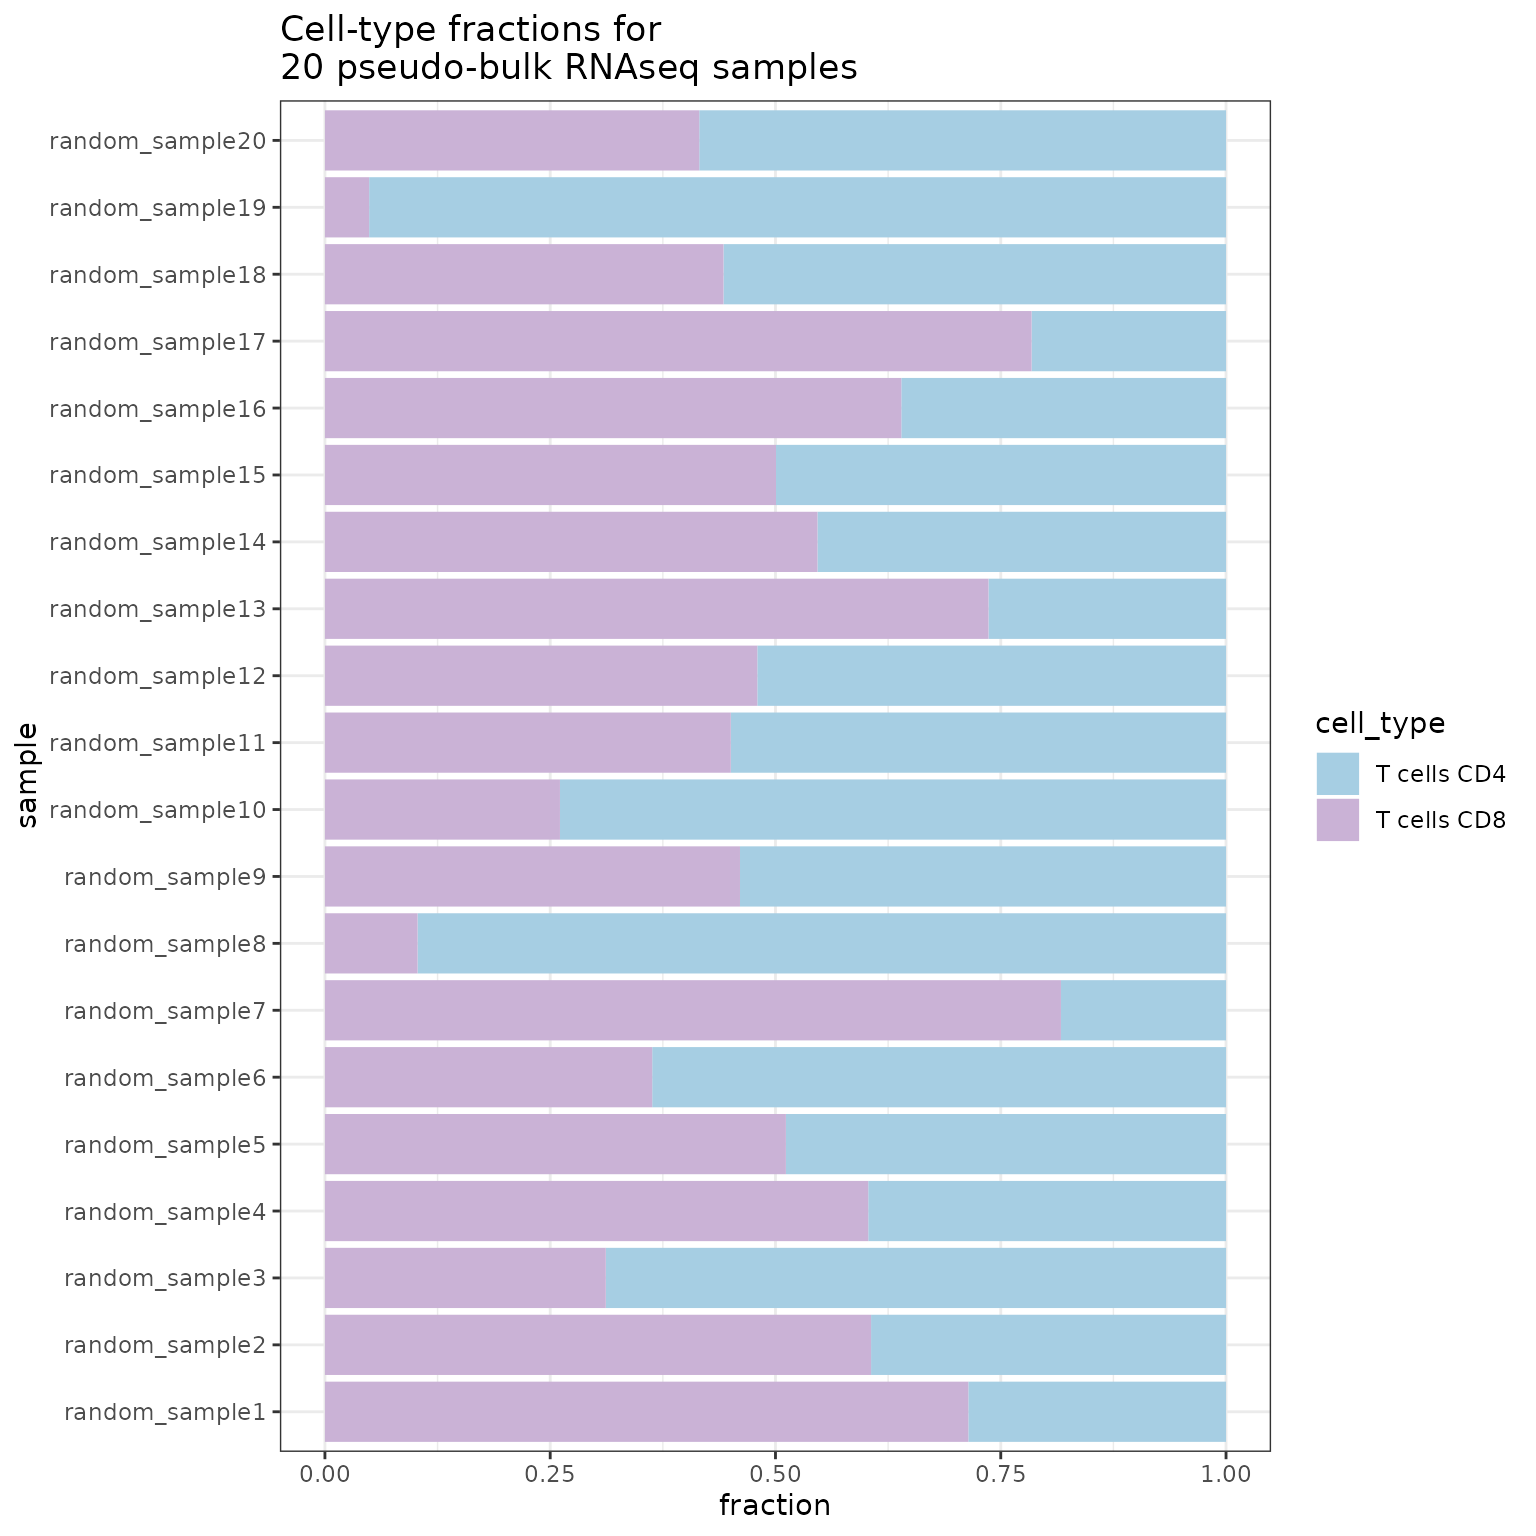 Cell-type fractions for
20 pseudo-bulk RNAseq samples
sample
random_sample20
random_sample19
random_sample18
random_sample17
random_sample16
random_sample15
random_sample14
random_sample13
random_sample12
random_sample11
random_sample10
random_sample9
random_sample8
random_sample7
random_sample6
random_sample5
random_sample4
random_sample3
random_sample2
random_sample1
0.00 0.25 0.50 0.75 1.00
fraction
cell_type
T cells CD4
T cells CD8